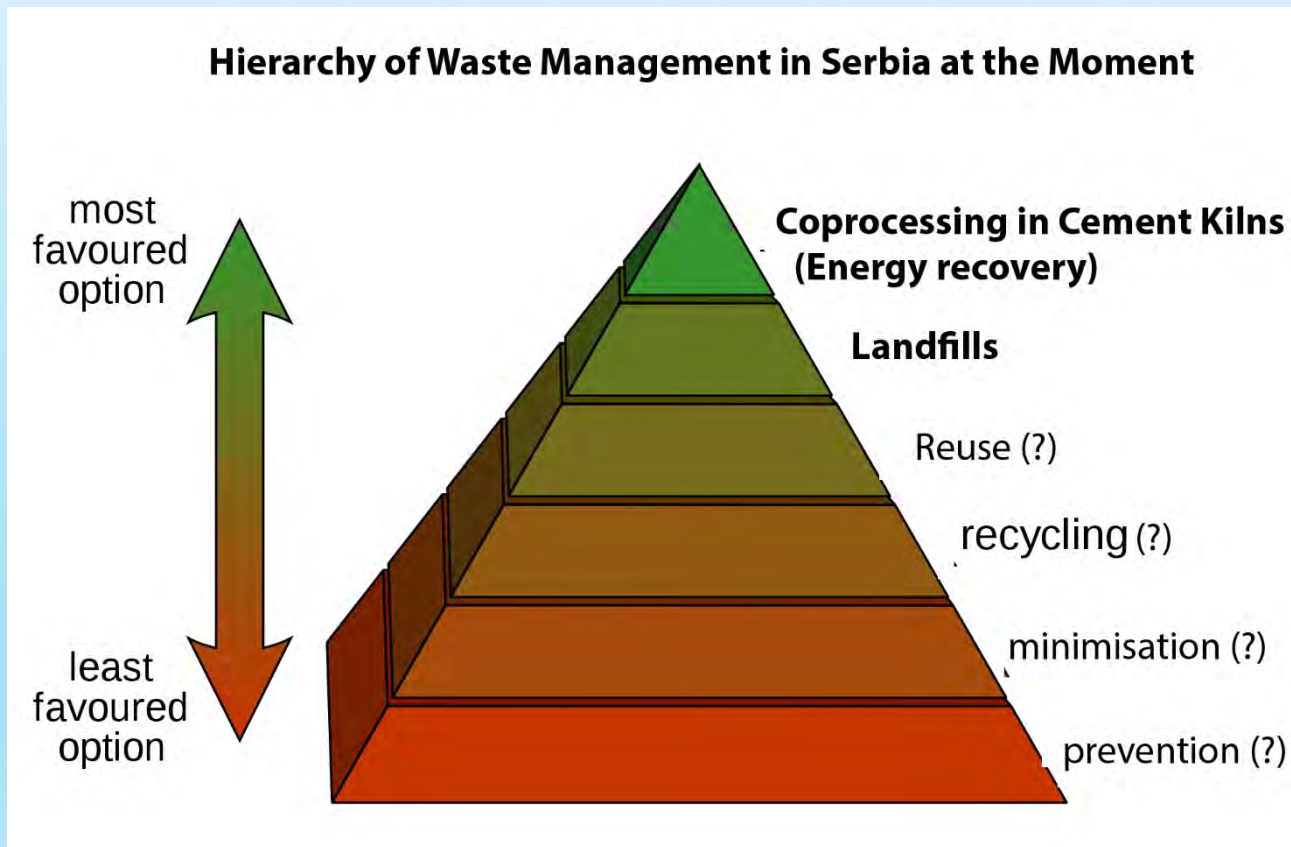 Hierarchy of Waste Management in Serbia at the Moment
most
favoured
option
Coprocessing in Cement Kilns
(Energy recovery)
Landfills
Reuse (?)
recycling (?)
minimisation (?)
least
favoured
option
prevention (?)